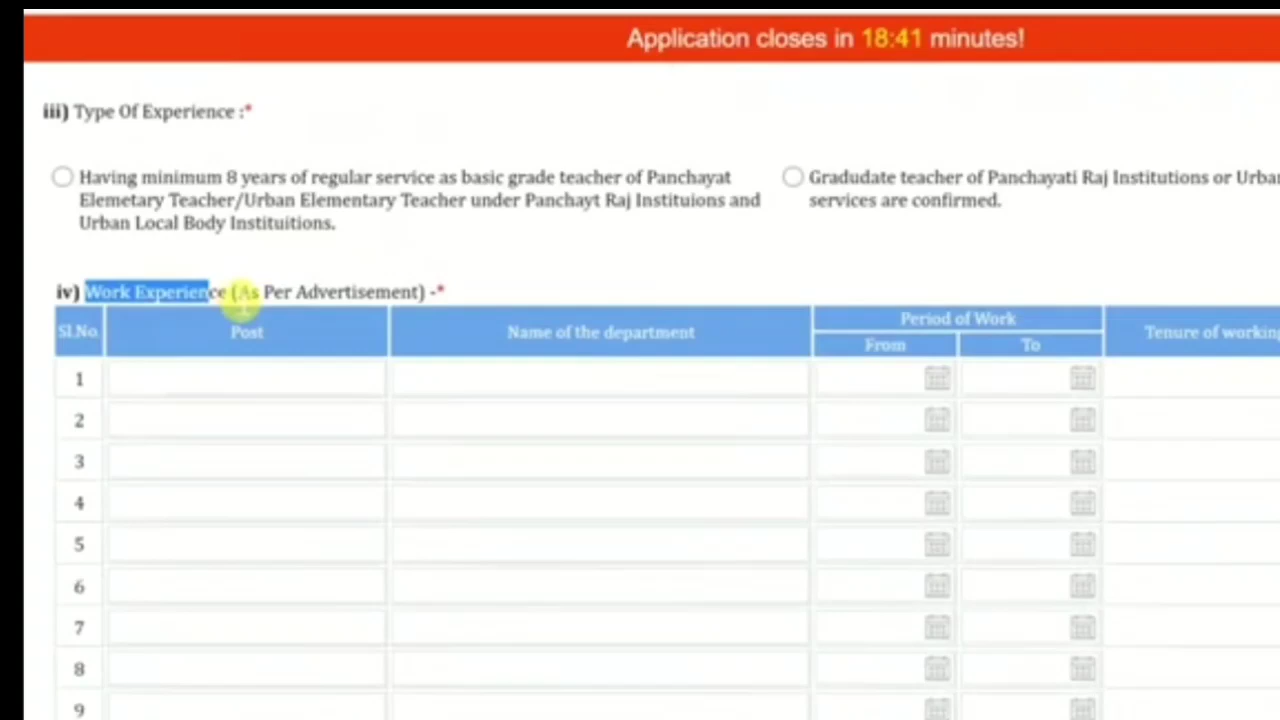 Application closes in 18:41 minutes!
iii) Type Of Experience :*
Having minimum 8 years of regular service as basic grade teacher of Panchayat
Elemetary Teacher/Urban Elementary Teacher under Panchayt Raj Instituions and
Urban Local Body Instituitions.
Gradudate teacher of Panchayati Raj Institutions or Urban
services are confirmed.
iv) Work Experience (As Per Advertisement) -*
Sl.No. Post Name of the department Period of Work Tenure of working
From To
1
2
3
4
5
6
7
8
9